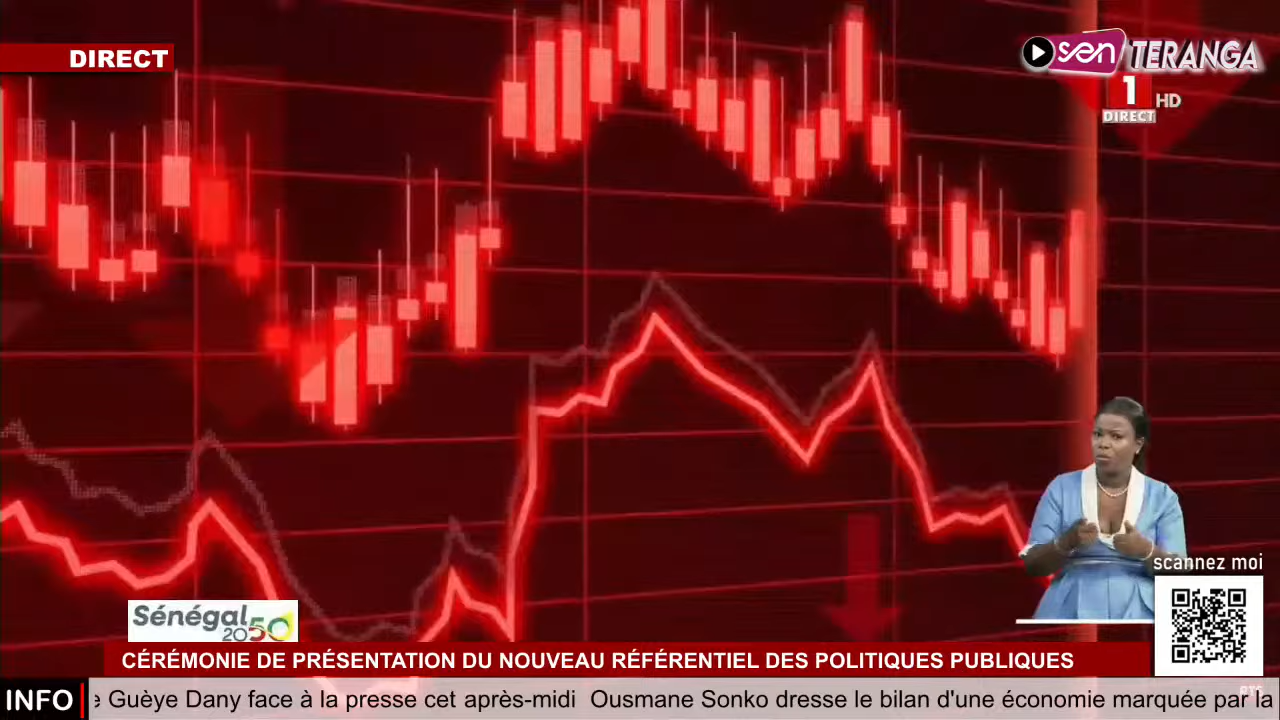 DIRECT
sen TERANGA
1 HD
DIRECT
scannez moi
Sénégal
2050
CÉRÉMONIE DE PRÉSENTATION DU NOUVEAU RÉFÉRENTIEL DES POLITIQUES PUBLIQUES
INFO
Guèye Dany face à la presse cet après-midi Ousmane Sonko dresse le bilan d'une économie marquée par la